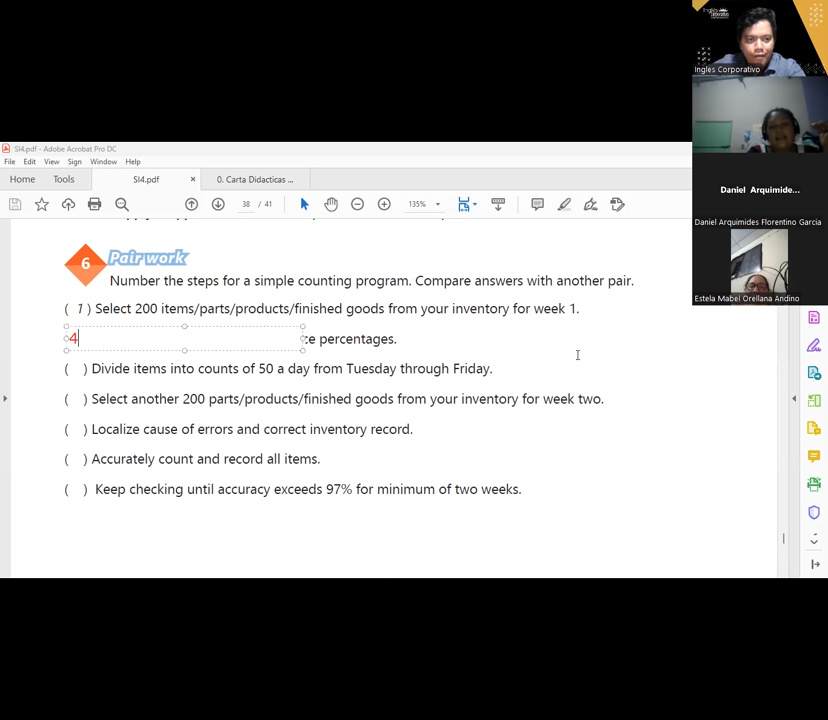 Ingles Corporativo
SI4.pdf - Adobe Acrobat Pro DC
File Edit View Sign Window Help
Home Tools SI4.pdf × 0. Carta Didacticas ...
38 / 41 135%
6 Pair work
Number the steps for a simple counting program. Compare answers with another pair.
( 1 ) Select 200 items/parts/products/finished goods from your inventory for week 1.
4 ce percentages.
( ) Divide items into counts of 50 a day from Tuesday through Friday.
( ) Select another 200 parts/products/finished goods from your inventory for week two.
( ) Localize cause of errors and correct inventory record.
( ) Accurately count and record all items.
( ) Keep checking until accuracy exceeds 97% for minimum of two weeks.
Daniel Arquimide...
Daniel Arquimides Florentino Garcia
Estela Mabel Orellana Andino